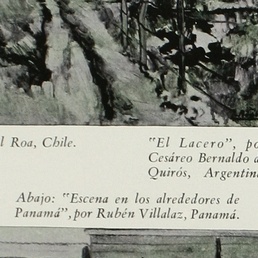 l Roa, Chile.
"El Lacero", po
Cesáreo Bernaldo d
Quirós, Argentina
Abajo: "Escena en los alrededores de
Panamá", por Rubén Villalaz, Panamá.